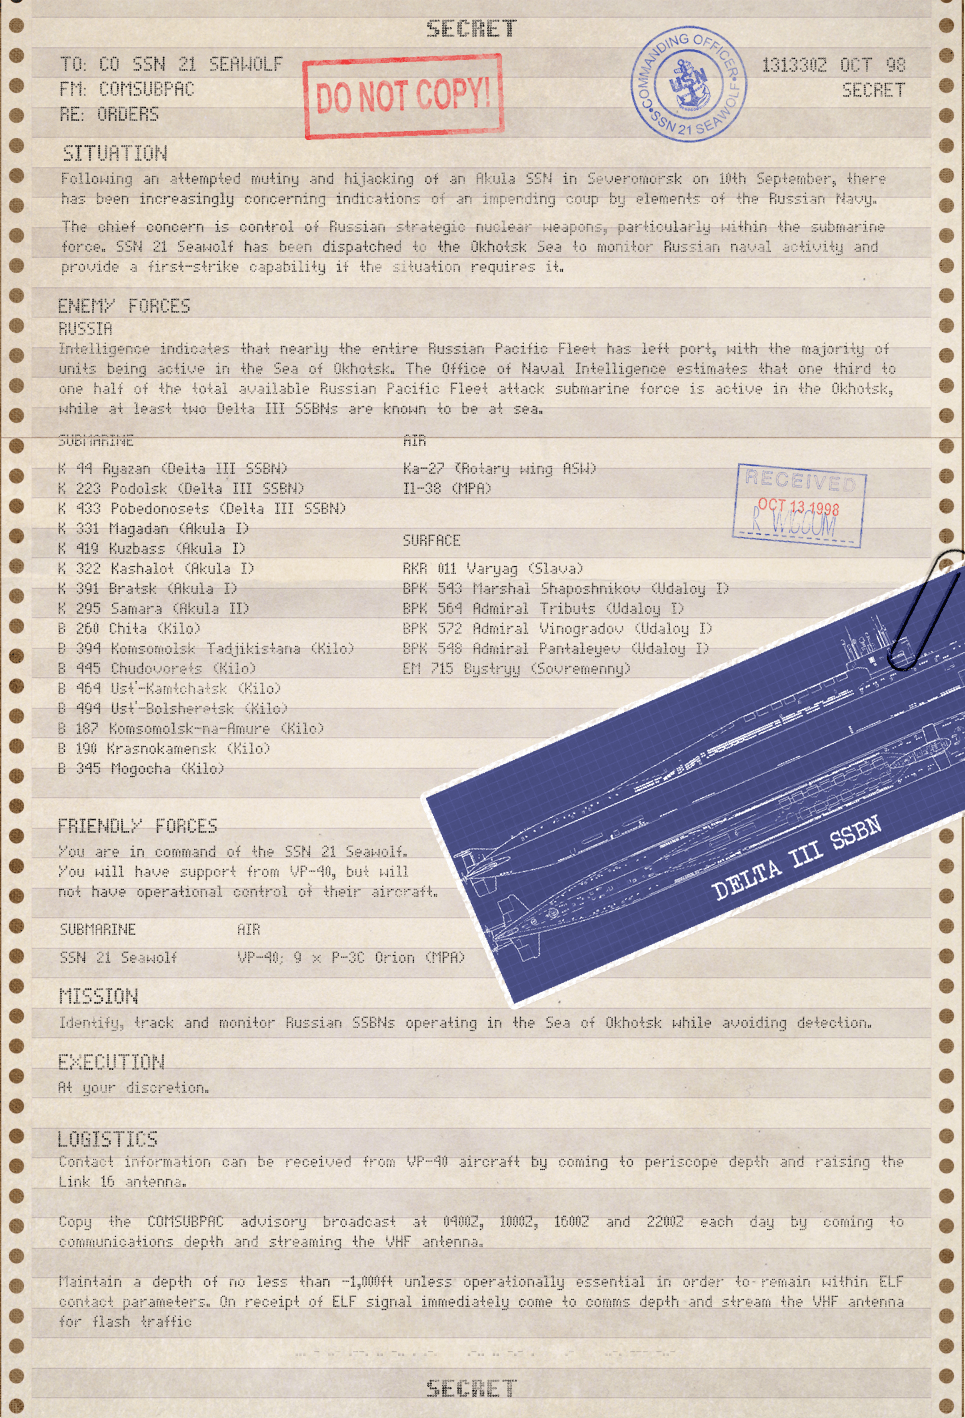 SECRET
TO: CO SSN 21 SEAWOLF
FM: COMSUBPAC
RE: ORDERS
DO NOT COPY!
COMMANDING OFFICER
USN
SSN 21 SEAWOLF
131330Z OCT 98
SECRET
SITUATION
Following an attempted mutiny and hijacking of an Akula SSN in Severomorsk on 10th September, there
has been increasingly concerning indications of an impending coup by elements of the Russian Navy.
The chief concern is control of Russian strategic nuclear weapons, particularly within the submarine
force. SSN 21 Seawolf has been dispatched to the Okhotsk Sea to monitor Russian naval activity and
provide a first-strike capability if the situation requires it.
ENEMY FORCES
RUSSIA
Intelligence indicates that nearly the entire Russian Pacific Fleet has left port, with the majority of
units being active in the Sea of Okhotsk. The Office of Naval Intelligence estimates that one third to
one half of the total available Russian Pacific Fleet attack submarine force is active in the Okhotsk,
while at least two Delta III SSBNs are known to be at sea.
SUBMARINE
K 44 Ryazan (Delta III SSBN)
K 223 Podolsk (Delta III SSBN)
K 433 Pobedonosets (Delta III SSBN)
K 331 Magadan (Akula I)
K 419 Kuzbass (Akula I)
K 322 Kashalot (Akula I)
K 391 Bratsk (Akula I)
K 295 Samara (Akula II)
B 260 Chita (Kilo)
B 394 Komsomolsk Tadjikistana (Kilo)
B 445 Chudovorets (Kilo)
B 464 Ust'-Kamtchatsk (Kilo)
B 494 Ust'-Bolsheretsk (Kilo)
B 187 Komsomolsk-na-Amure (Kilo)
B 190 Krasnokamensk (Kilo)
B 345 Mogocha (Kilo)
AIR
Ka-27 (Rotary wing ASW)
Il-38 (MPA)
SURFACE
RKR 011 Varyag (Slava)
BPK 543 Marshal Shaposhnikov (Udaloy I)
BPK 564 Admiral Tributs (Udaloy I)
BPK 572 Admiral Vinogradov (Udaloy I)
BPK 548 Admiral Pantaleyev (Udaloy I)
EM 715 Bystryy (Sovremenny)
RECEIVED
OCT 13 1998
DELTA III SSBN
FRIENDLY FORCES
You are in command of the SSN 21 Seawolf.
You will have support from VP-40, but will
not have operational control of their aircraft.
SUBMARINE
SSN 21 Seawolf
AIR
VP-40; 9 x P-3C Orion (MPA)
MISSION
Identify, track and monitor Russian SSBNs operating in the Sea of Okhotsk while avoiding detection.
EXECUTION
At your discretion.
LOGISTICS
Contact information can be received from VP-40 aircraft by coming to periscope depth and raising the
Link 16 antenna.
Copy the COMSUBPAC advisory broadcast at 0400Z, 1000Z, 1600Z and 2200Z each day by coming to
communications depth and streaming the VHF antenna.
Maintain a depth of no less than -1,000ft unless operationally essential in order to remain within ELF
contact parameters. On receipt of ELF signal immediately come to comms depth and stream the VHF antenna
for flash traffic
SECRET